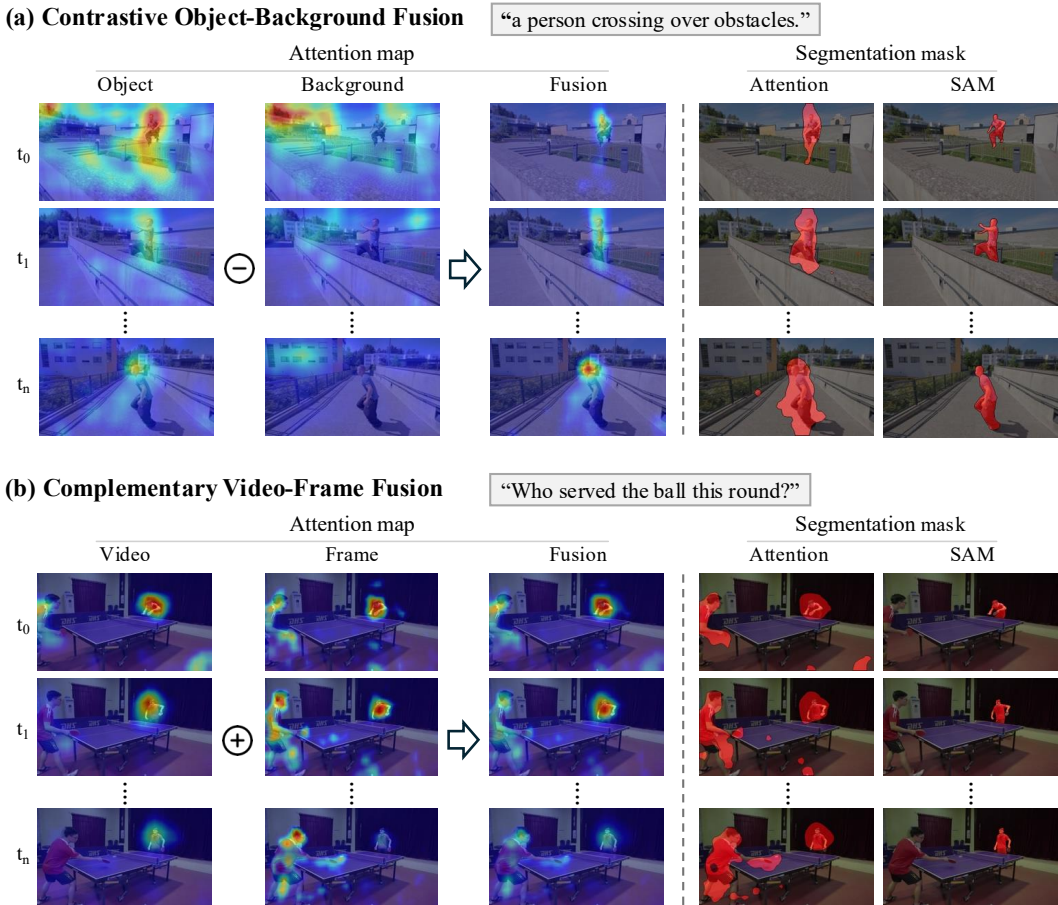 (a) Contrastive Object-Background Fusion
“a person crossing over obstacles.”
Attention map
Segmentation mask
Object
Background
Fusion
Attention
SAM
t0
t1
tn
(b) Complementary Video-Frame Fusion
“Who served the ball this round?”
Attention map
Segmentation mask
Video
Frame
Fusion
Attention
SAM
t0
t1
tn